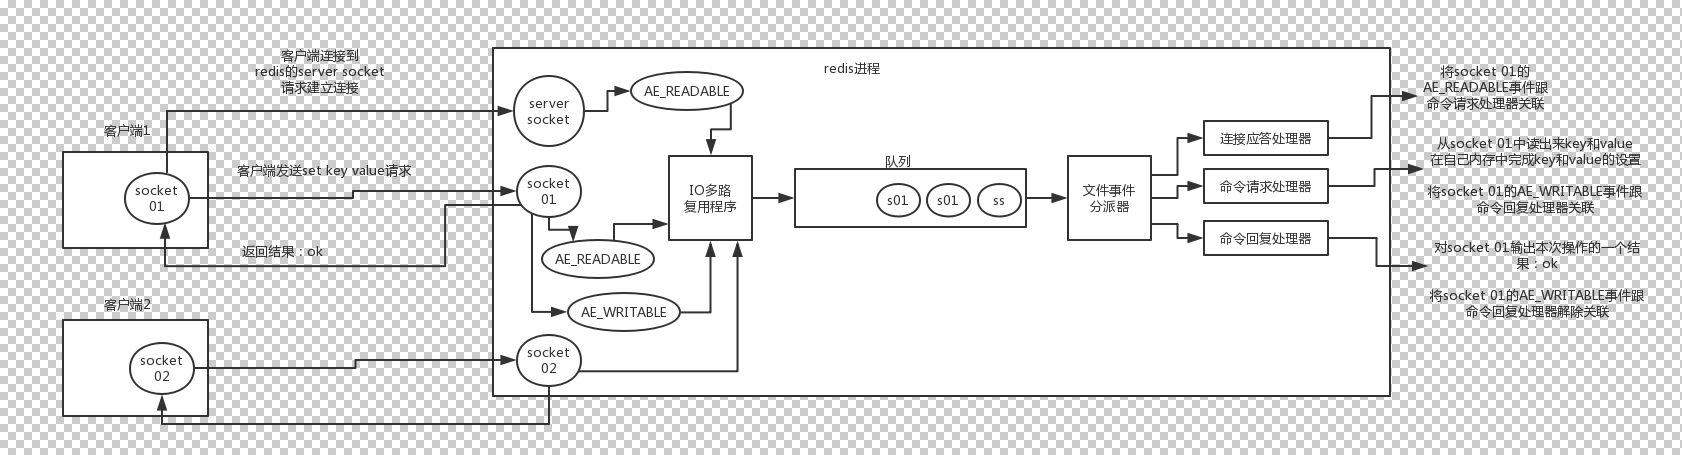 客户端连接到
redis的server socket
请求建立连接
客户端1
socket
01
客户端发送set key value请求
返回结果：ok
客户端2
socket
02
redis进程
server
socket
AE_READABLE
socket
01
AE_READABLE
AE_WRITABLE
socket
02
IO多路
复用程序
队列
s01
s01
ss
文件事件
分派器
连接应答处理器
命令请求处理器
命令回复处理器
将socket 01的
AE_READABLE事件跟
命令请求处理器关联
从socket 01中读出来key和value
在自己内存中完成key和value的设置
将socket 01的AE_WRITABLE事件跟
命令回复处理器关联
对socket 01输出本次操作的一个结
果：ok
将socket 01的AE_WRITABLE事件跟
命令回复处理器解除关联